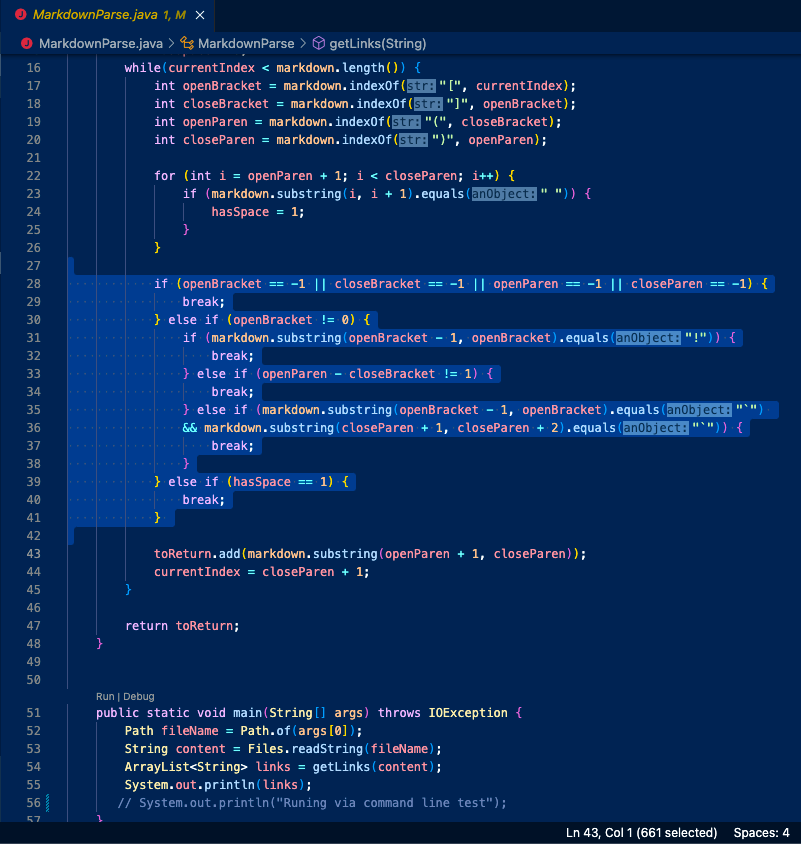 MarkdownParse.java 1, M
MarkdownParse.java > MarkdownParse > getLinks(String)
16 while(currentIndex < markdown.length()) {
17 int openBracket = markdown.indexOf(str: "[", currentIndex);
18 int closeBracket = markdown.indexOf(str: "]", openBracket);
19 int openParen = markdown.indexOf(str: "(", closeBracket);
20 int closeParen = markdown.indexOf(str: ")", openParen);
21
22 for (int i = openParen + 1; i < closeParen; i++) {
23 if (markdown.substring(i, i + 1).equals(anObject: " ")) {
24 hasSpace = 1;
25 }
26 }
27
28 if (openBracket == -1 || closeBracket == -1 || openParen == -1 || closeParen == -1) {
29 break;
30 } else if (openBracket != 0) {
31 if (markdown.substring(openBracket - 1, openBracket).equals(anObject: "!")) {
32 break;
33 } else if (openParen - closeBracket != 1) {
34 break;
35 } else if (markdown.substring(openBracket - 1, openBracket).equals(anObject: "`")
36 && markdown.substring(closeParen + 1, closeParen + 2).equals(anObject: "`")) {
37 break;
38 }
39 } else if (hasSpace == 1) {
40 break;
41 }
42
43 toReturn.add(markdown.substring(openParen + 1, closeParen));
44 currentIndex = closeParen + 1;
45 }
46
47 return toReturn;
48 }
49
50
Run | Debug
51 public static void main(String[] args) throws IOException {
52 Path fileName = Path.of(args[0]);
53 String content = Files.readString(fileName);
54 ArrayList<String> links = getLinks(content);
55 System.out.println(links);
56 // System.out.println("Runing via command line test");
57 }
Ln 43, Col 1 (661 selected) Spaces: 4